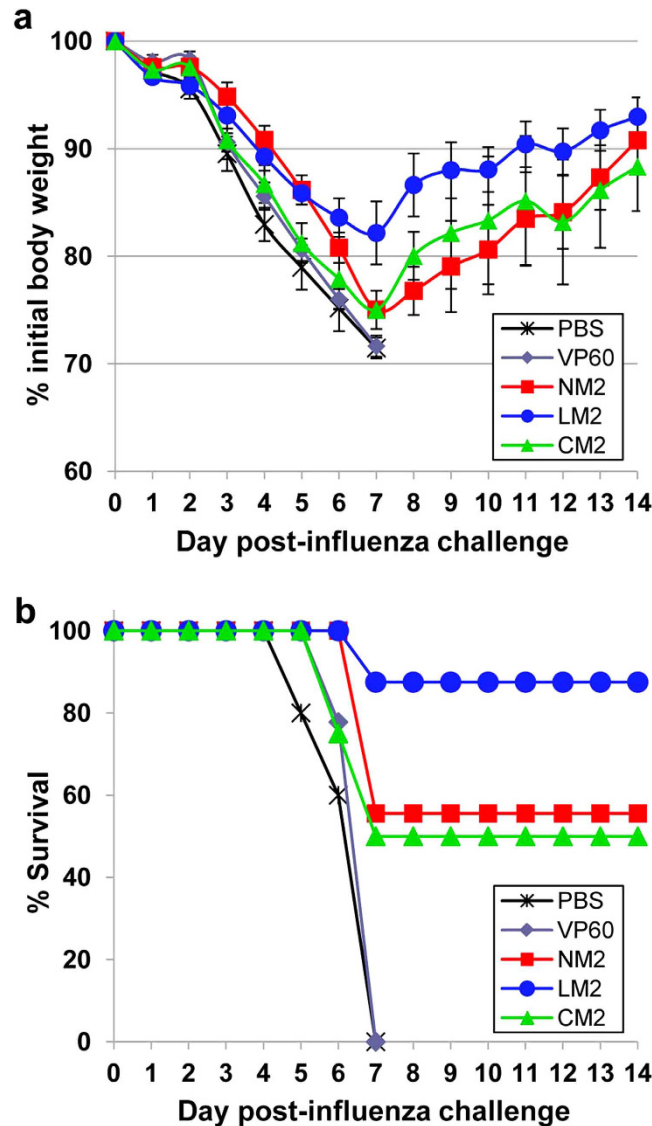 a
% initial body weight
100
90
80
70
60
0 1 2 3 4 5 6 7 8 9 10 11 12 13 14
Day post-influenza challenge
PBS
VP60
NM2
LM2
CM2
b
% Survival
100
80
60
40
20
0
0 1 2 3 4 5 6 7 8 9 10 11 12 13 14
Day post-influenza challenge
PBS
VP60
NM2
LM2
CM2